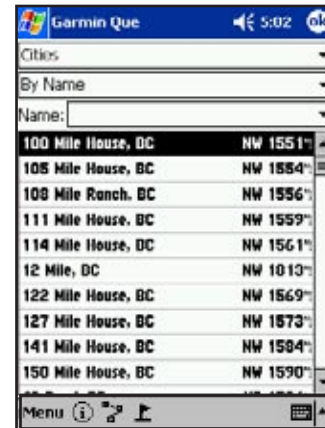 Garmin Que 5:02 ok
Cities
By Name
Name:
100 Mile House, BC NW 1551
105 Mile House, BC NW 1554
108 Mile Ranch, BC NW 1556
111 Mile House, BC NW 1559
114 Mile House, BC NW 1561
12 Mile, BC NW 1013
122 Mile House, BC NW 1569
127 Mile House, BC NW 1573
141 Mile House, BC NW 1584
150 Mile House, BC NW 1590
Menu